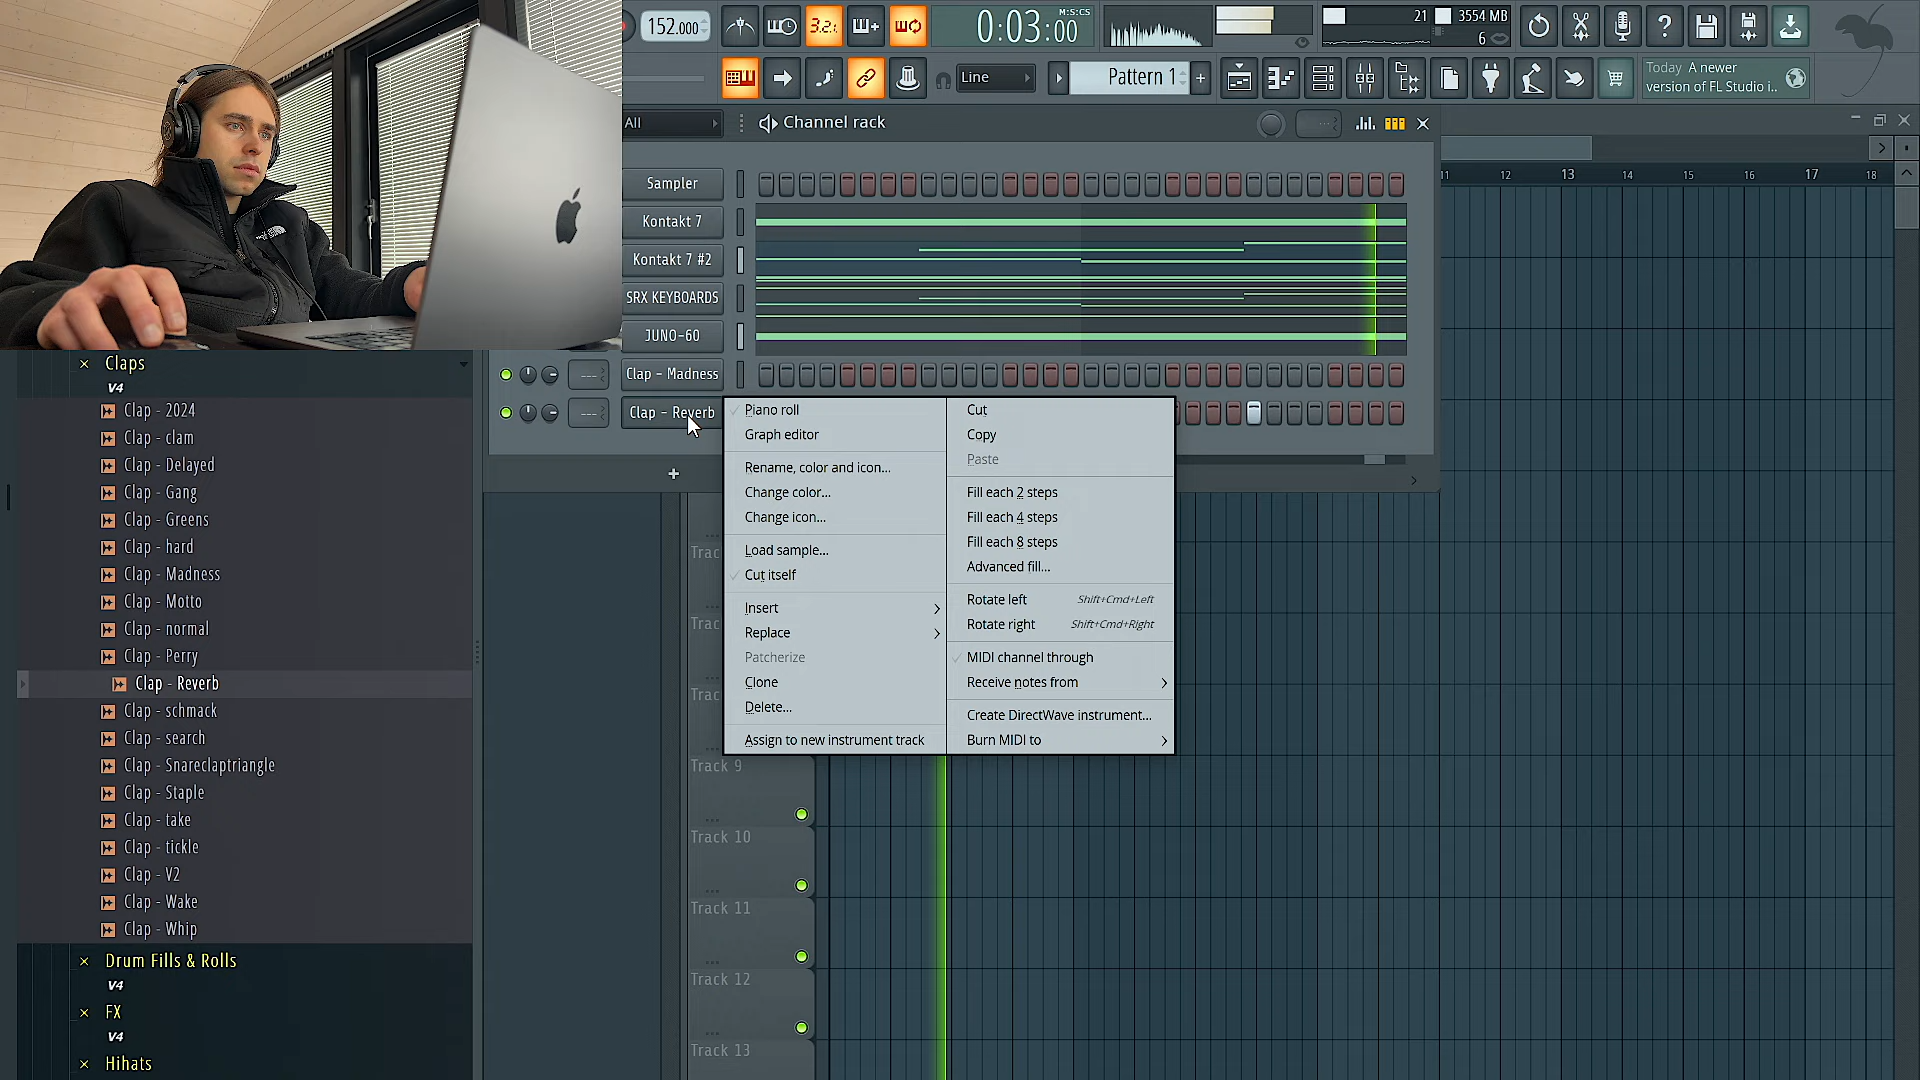 152.000
3.2.
0:03:00
M:S:CS
21
3554 MB
6
Line
Pattern 1
Today A newer
version of FL Studio i..
All
Channel rack
Sampler
Kontakt 7
Kontakt 7 #2
SRX KEYBOARDS
JUNO-60
Clap - Madness
Clap - Reverb
11 12 13 14 15 16 17 18
THE NORTH FACE
Claps
V4
Clap - 2024
Clap - clam
Clap - Delayed
Clap - Gang
Clap - Greens
Clap - hard
Clap - Madness
Clap - Motto
Clap - normal
Clap - Perry
Clap - Reverb
Clap - schmack
Clap - search
Clap - Snareclaptriangle
Clap - Staple
Clap - take
Clap - tickle
Clap - V2
Clap - Wake
Clap - Whip
Drum Fills & Rolls
V4
FX
V4
Hihats
Piano roll
Graph editor
Rename, color and icon...
Change color...
Change icon...
Load sample...
Cut itself
Insert
Replace
Patcherize
Clone
Delete...
Assign to new instrument track
Cut
Copy
Paste
Fill each 2 steps
Fill each 4 steps
Fill each 8 steps
Advanced fill...
Rotate left Shift+Cmd+Left
Rotate right Shift+Cmd+Right
MIDI channel through
Receive notes from
Create DirectWave instrument...
Burn MIDI to
Trac
Trac
Trac
Track 9
Track 10
Track 11
Track 12
Track 13